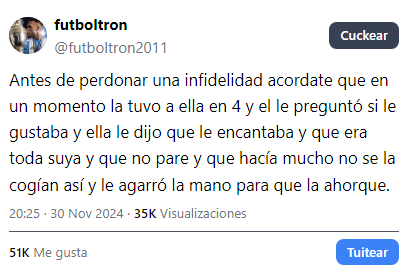 futboltron
@futboltron2011
Cuckear
Antes de perdonar una infidelidad acordate que en
un momento la tuvo a ella en 4 y el le preguntó si le
gustaba y ella le dijo que le encantaba y que era
toda suya y que no pare y que hacía mucho no se la
cogían así y le agarró la mano para que la ahorque.
20:25 · 30 Nov 2024 · 35K Visualizaciones
51K Me gusta
Tuitear